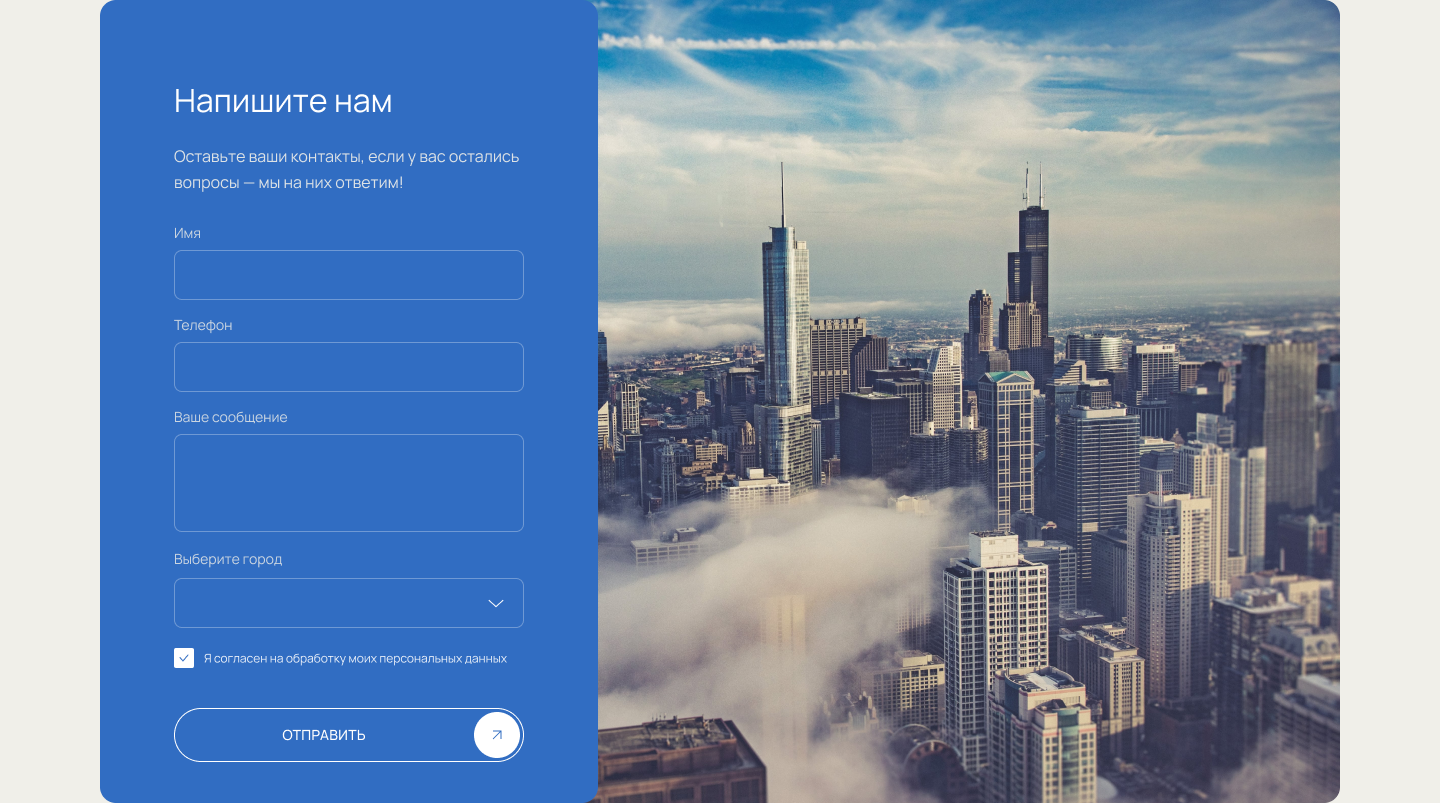 Напишите нам
Оставьте ваши контакты, если у вас остались
вопросы — мы на них ответим!
Имя
Телефон
Ваше сообщение
Выберите город
Я согласен на обработку моих персональных данных
ОТПРАВИТЬ